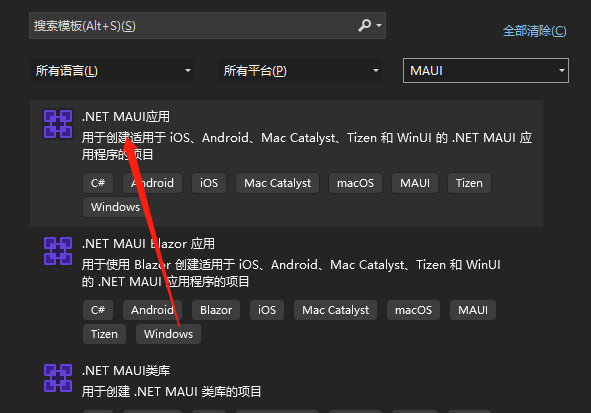 搜索模板(Alt+S)(S)
全部清除(C)
所有语言(L) 所有平台(P) MAUI
.NET MAUI应用
用于创建适用于 iOS、Android、Mac Catalyst、Tizen 和 WinUI 的 .NET MAUI 应
用程序的项目
C# Android iOS Mac Catalyst macOS MAUI Tizen
Windows
.NET MAUI Blazor 应用
用于使用 Blazor 创建适用于 iOS、Android、Mac Catalyst、Tizen 和 WinUI
的 .NET MAUI 应用程序的项目
C# Android Blazor iOS Mac Catalyst macOS MAUI
Tizen Windows
.NET MAUI类库
用于创建 .NET MAUI 类库的项目